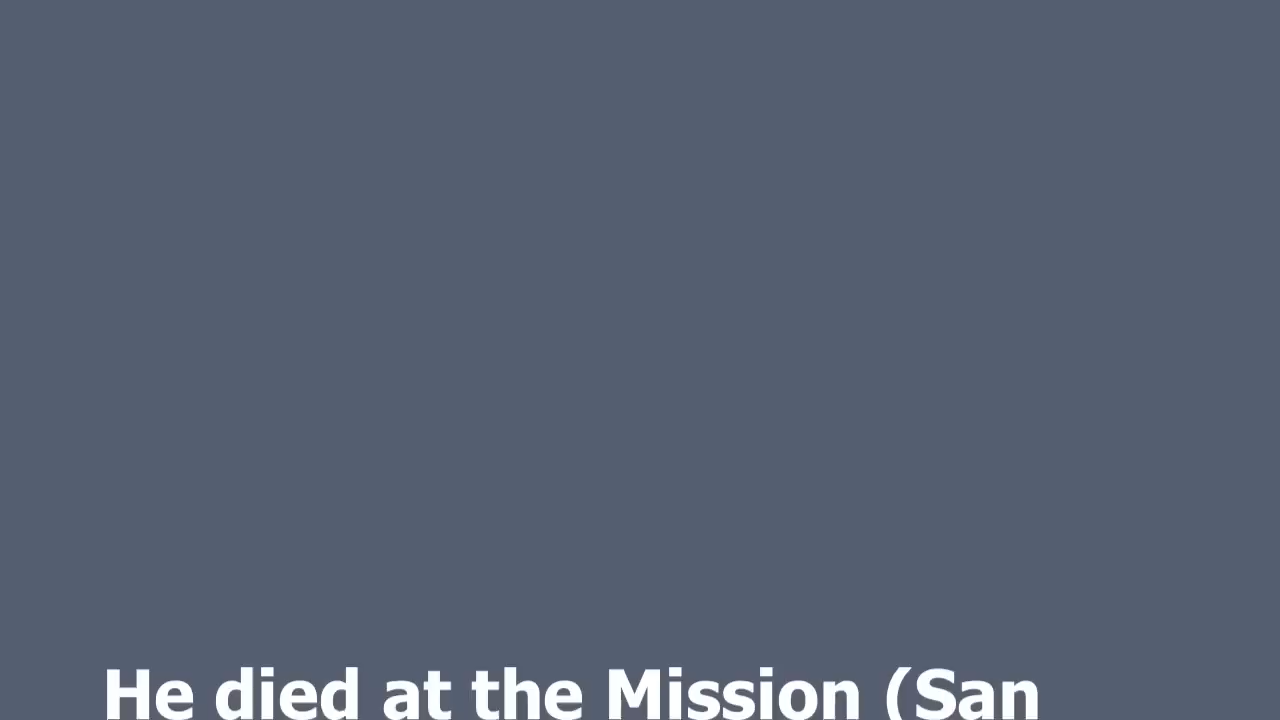 He died at the Mission (San